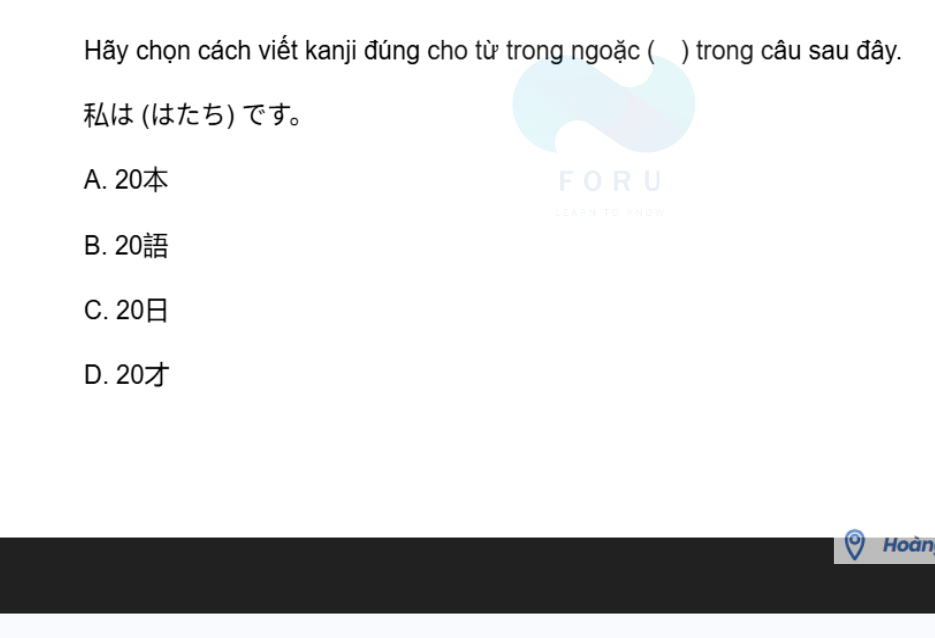 Hãy chọn cách viết kanji đúng cho từ trong ngoặc (   ) trong câu sau đây.
私は (はたち) です。
FORU
LEARN TO KNOW
A. 20本
B. 20語
C. 20日
D. 20才